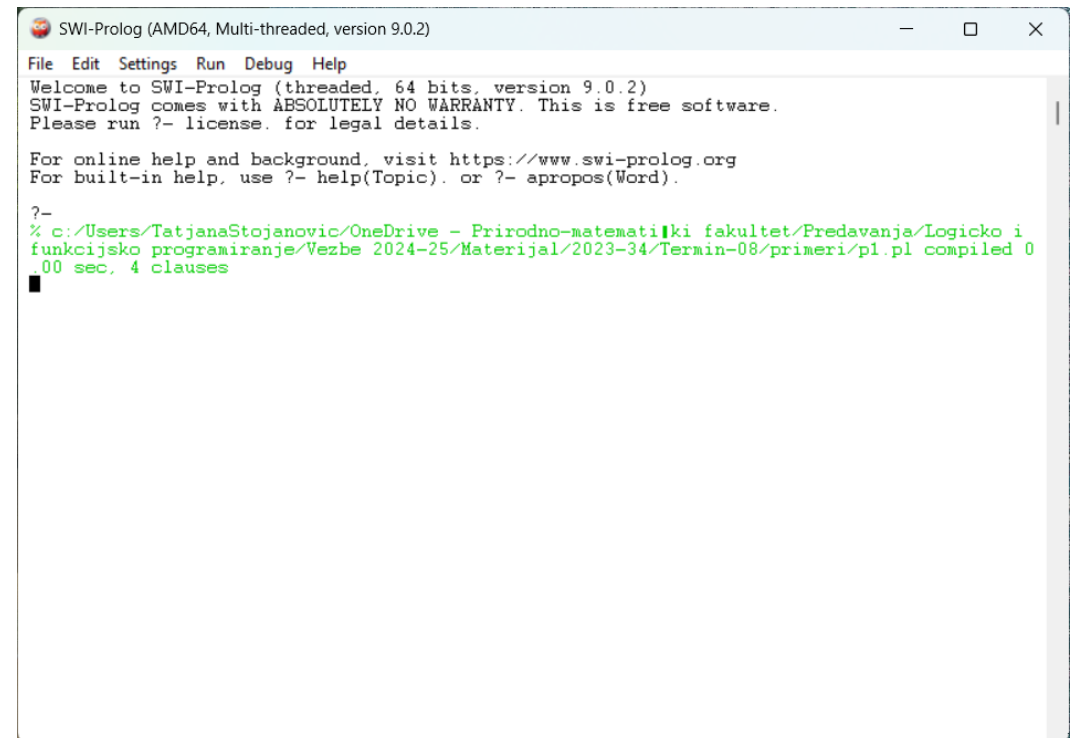 SWI-Prolog (AMD64, Multi-threaded, version 9.0.2)
File Edit Settings Run Debug Help
Welcome to SWI-Prolog (threaded, 64 bits, version 9.0.2)
SWI-Prolog comes with ABSOLUTELY NO WARRANTY. This is free software.
Please run ?- license. for legal details.
For online help and background, visit https://www.swi-prolog.org
For built-in help, use ?- help(Topic). or ?- apropos(Word).
?-
% c:/Users/TatjanaStojanovic/OneDrive - Prirodno-matemati▮ki fakultet/Predavanja/Logicko i
funkcijsko programiranje/Vezbe 2024-25/Materijal/2023-34/Termin-08/primeri/p1.pl compiled 0
.00 sec, 4 clauses